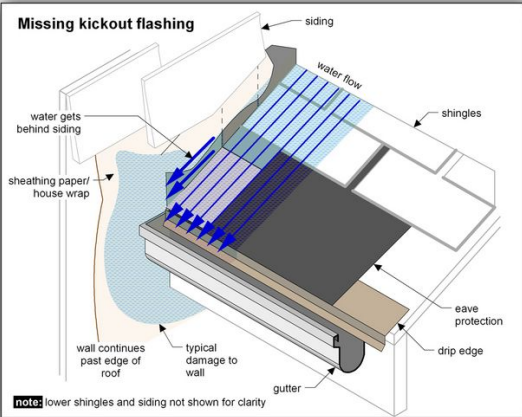 Missing kickout flashing
siding
water flow
shingles
water gets
behind siding
sheathing paper/
house wrap
eave
protection
drip edge
wall continues
past edge of
roof
typical
damage to
wall
gutter
note: lower shingles and siding not shown for clarity